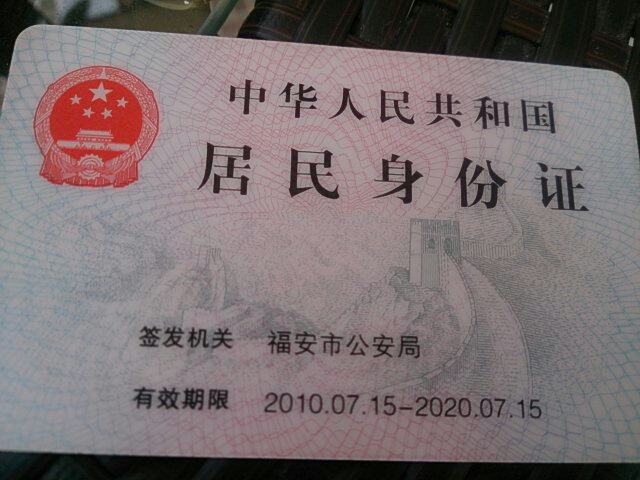 中华人民共和国
居民身份证
签发机关 福安市公安局
有效期限 2010.07.15-2020.07.15